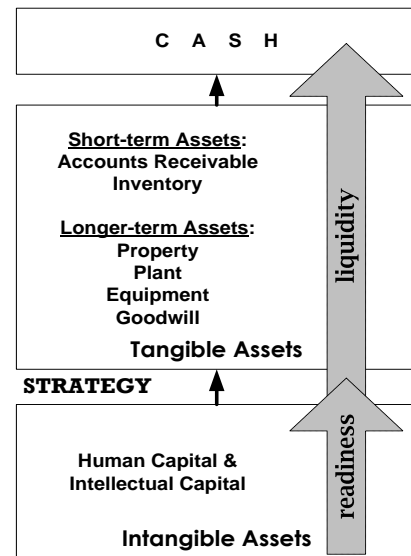 C A S H
Short-term Assets:
Accounts Receivable
Inventory
Longer-term Assets:
Property
Plant
Equipment
Goodwill
Tangible Assets
liquidity
STRATEGY
Human Capital &
Intellectual Capital
readiness
Intangible Assets